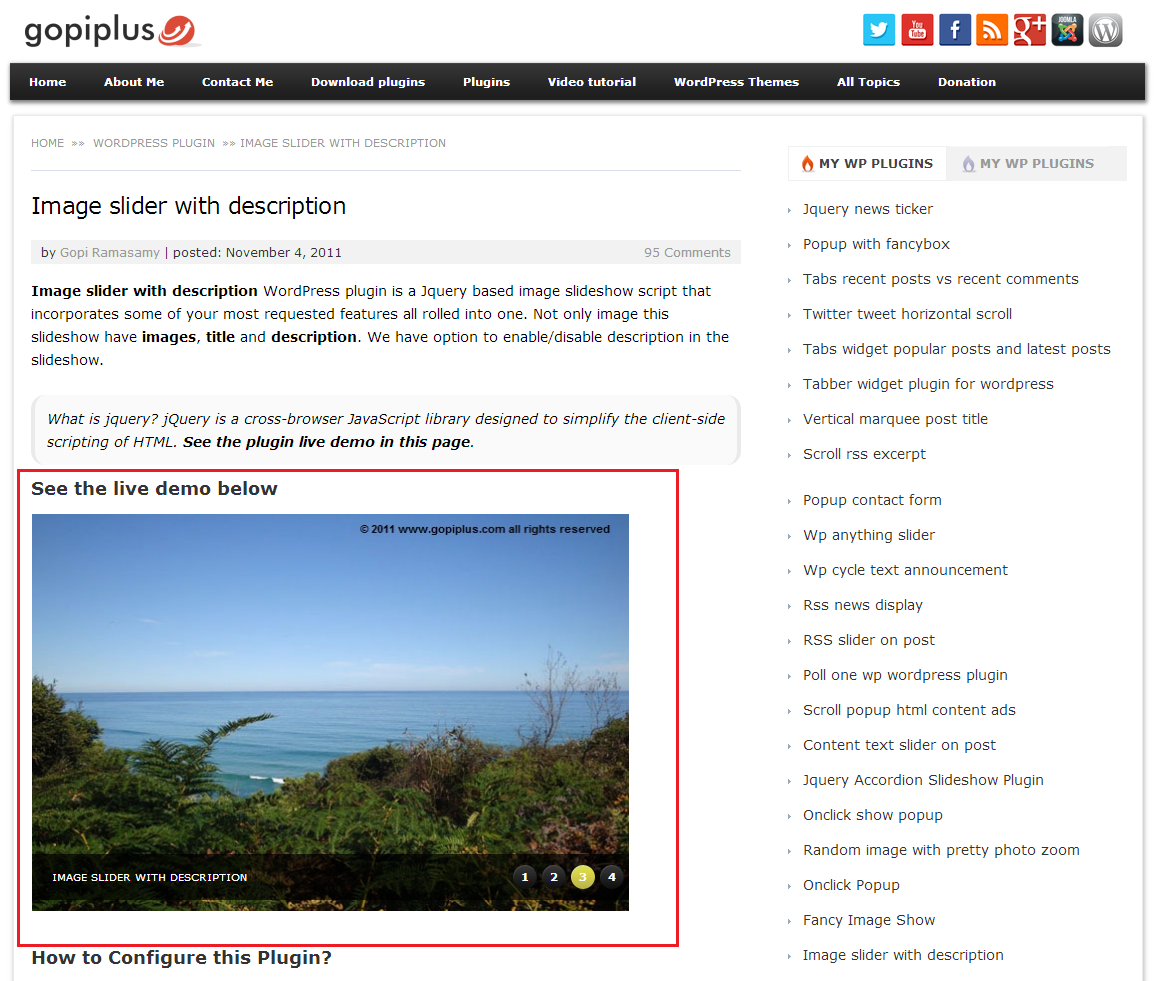 gopiplus
You Tube
g+
JOOMLA
Home About Me Contact Me Download plugins Plugins Video tutorial WordPress Themes All Topics Donation
HOME »» WORDPRESS PLUGIN »» IMAGE SLIDER WITH DESCRIPTION
Image slider with description
by Gopi Ramasamy | posted: November 4, 2011 95 Comments
Image slider with description WordPress plugin is a Jquery based image slideshow script that
incorporates some of your most requested features all rolled into one. Not only image this
slideshow have images, title and description. We have option to enable/disable description in the
slideshow.
What is jquery? jQuery is a cross-browser JavaScript library designed to simplify the client-side
scripting of HTML. See the plugin live demo in this page.
See the live demo below
© 2011 www.gopiplus.com all rights reserved
IMAGE SLIDER WITH DESCRIPTION 1 2 3 4
How to Configure this Plugin?
MY WP PLUGINS MY WP PLUGINS
Jquery news ticker
Popup with fancybox
Tabs recent posts vs recent comments
Twitter tweet horizontal scroll
Tabs widget popular posts and latest posts
Tabber widget plugin for wordpress
Vertical marquee post title
Scroll rss excerpt
Popup contact form
Wp anything slider
Wp cycle text announcement
Rss news display
RSS slider on post
Poll one wp wordpress plugin
Scroll popup html content ads
Content text slider on post
Jquery Accordion Slideshow Plugin
Onclick show popup
Random image with pretty photo zoom
Onclick Popup
Fancy Image Show
Image slider with description